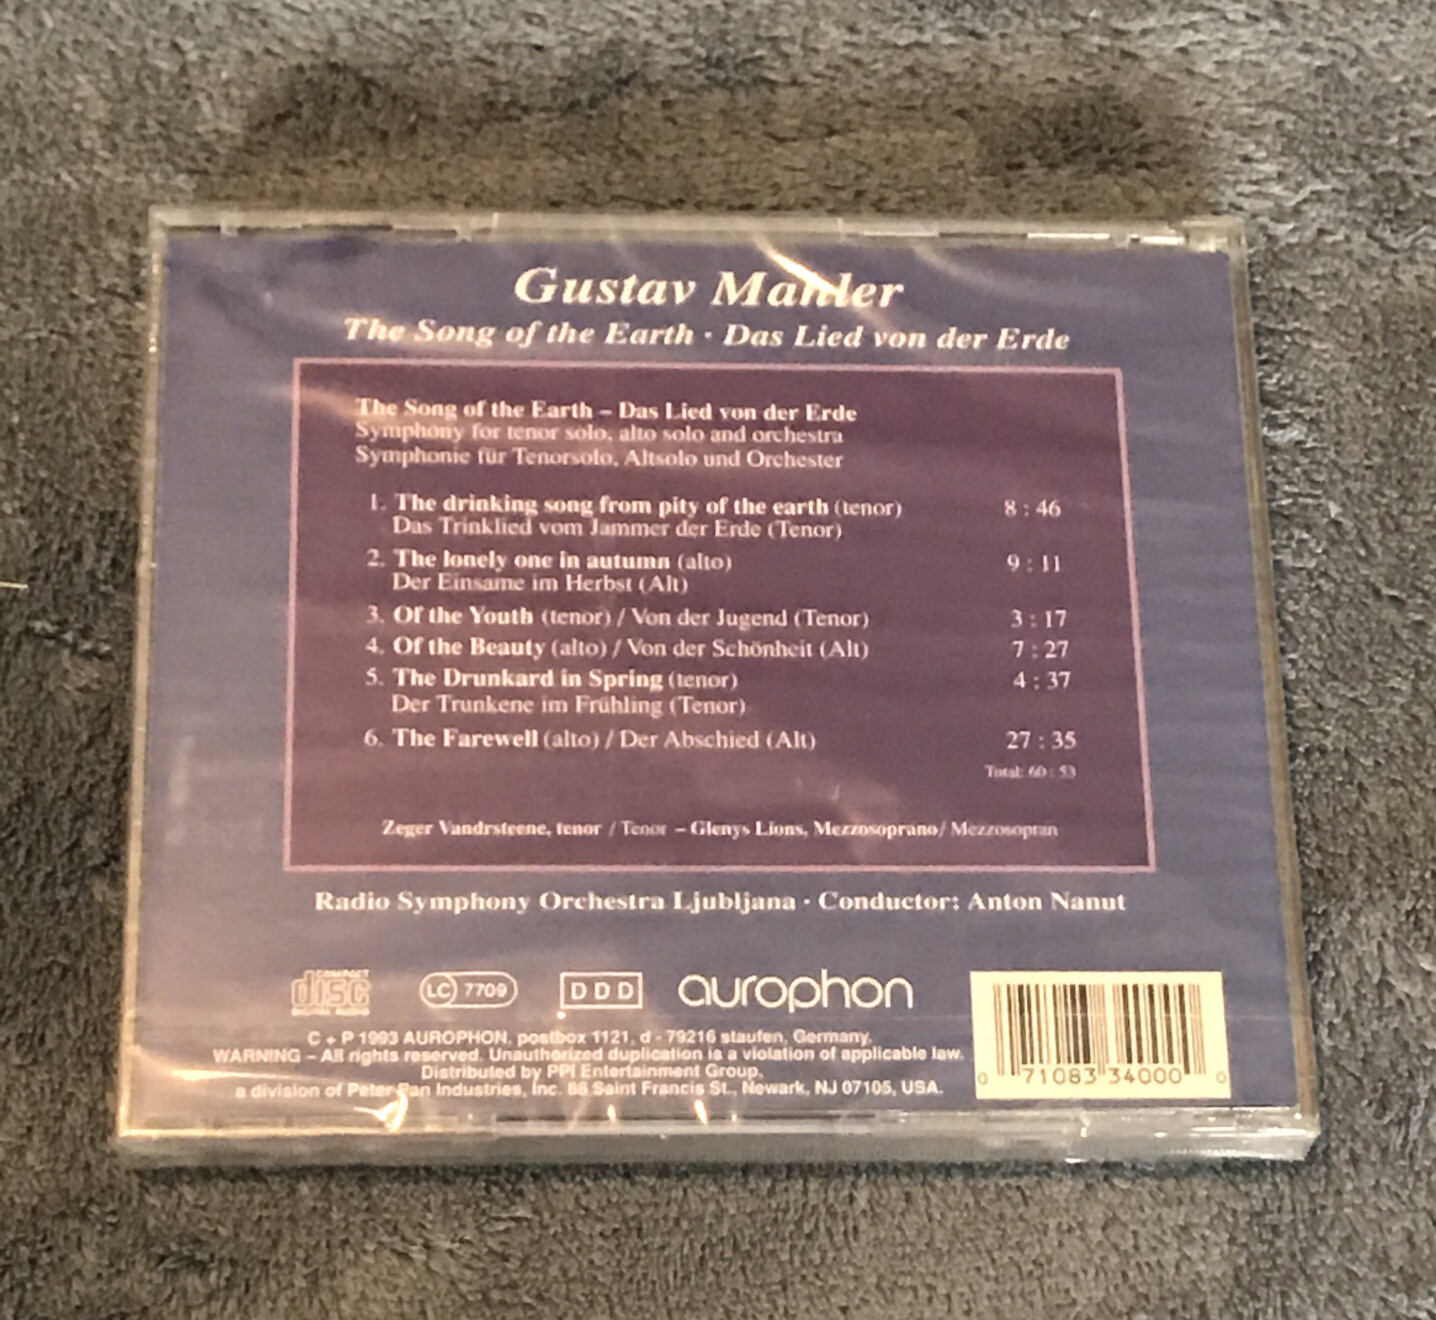 Gustav Mahler
The Song of the Earth · Das Lied von der Erde
The Song of the Earth – Das Lied von der Erde
Symphony for tenor solo, alto solo and orchestra
Symphonie für Tenorsolo, Altsolo und Orchester
1. The drinking song from pity of the earth (tenor) 8 : 46
Das Trinklied vom Jammer der Erde (Tenor)
2. The lonely one in autumn (alto) 9 : 11
Der Einsame im Herbst (Alt)
3. Of the Youth (tenor) / Von der Jugend (Tenor) 3 : 17
4. Of the Beauty (alto) / Von der Schönheit (Alt) 7 : 27
5. The Drunkard in Spring (tenor) 4 : 37
Der Trunkene im Frühling (Tenor)
6. The Farewell (alto) / Der Abschied (Alt) 27 : 35
Total: 60 : 53
Zeger Vandrsteene, tenor / Tenor – Glenys Lions, Mezzosoprano/ Mezzosopran
Radio Symphony Orchestra Ljubljana · Conductor: Anton Nanut
COMPACT disc DIGITAL AUDIO
LC 7709
DDD
aurophon
C + P 1993 AUROPHON, postbox 1121, d - 79216 staufen, Germany.
WARNING – All rights reserved. Unauthorized duplication is a violation of applicable law.
Distributed by PPI Entertainment Group,
a division of Peter Pan Industries, Inc. 88 Saint Francis St., Newark, NJ 07105, USA.
0 71083 34000 0